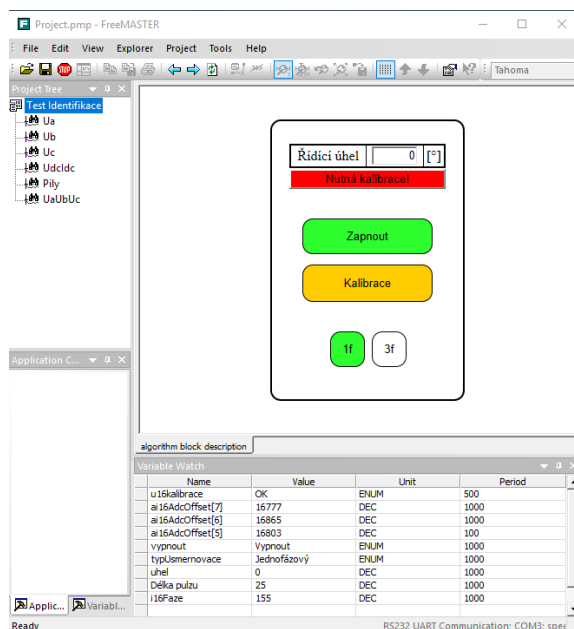 Project.pmp - FreeMASTER
File Edit View Explorer Project Tools Help
Tahoma
Project Tree
Test Identifikace
Ua
Ub
Uc
Udcldc
Pily
UaUbUc
Řídící úhel 0 [°]
Nutná kalibrace!
Zapnout
Kalibrace
1f 3f
Application C...
algorithm block description
Variable Watch
Name Value Unit Period
u16kalibrace OK ENUM 500
ai16AdcOffset[7] 16777 DEC 1000
ai16AdcOffset[6] 16865 DEC 1000
ai16AdcOffset[5] 16803 DEC 100
vypnout Vypnout ENUM 1000
typUsmernovace Jednofázový ENUM 1000
uhel 0 DEC 1000
Délka pulzu 25 DEC 1000
i16Faze 155 DEC 1000
Applic... Variabl...
Ready RS232 UART Communication; COM3; spee